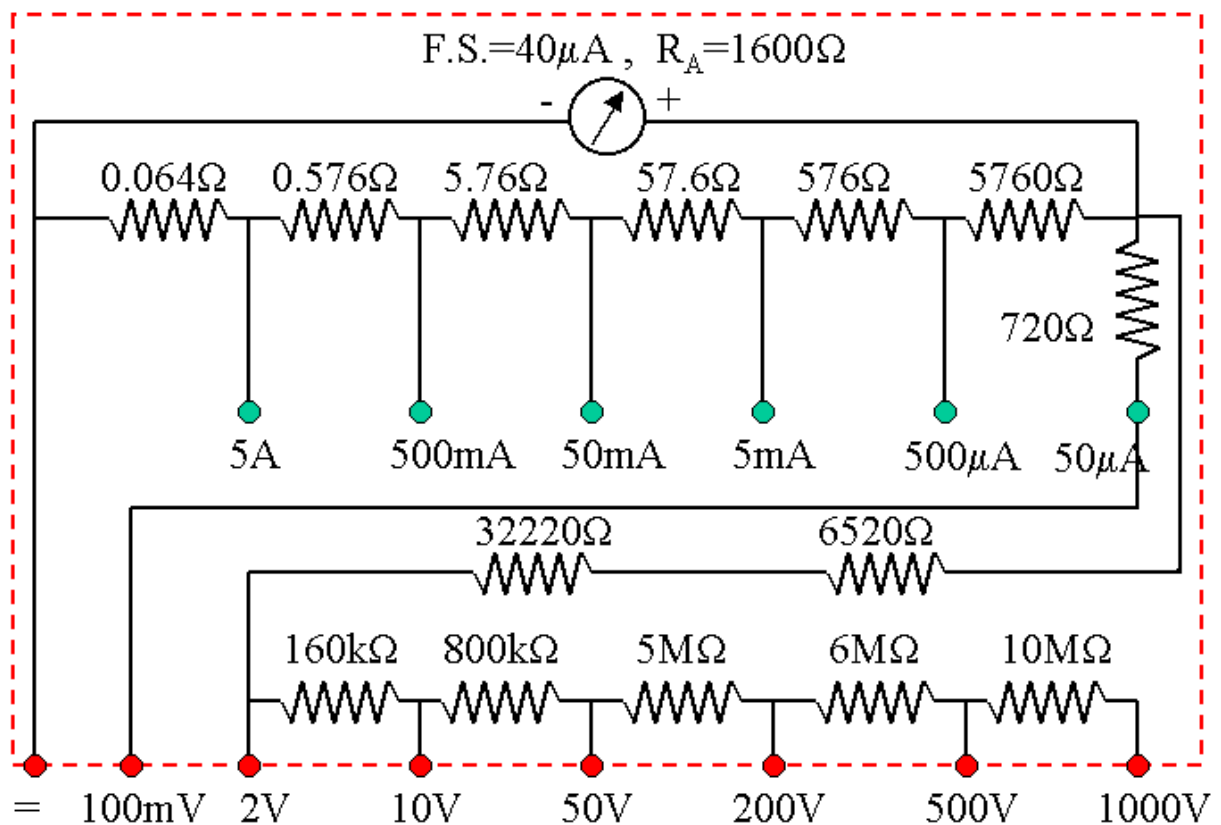 F.S.=40μA , R_A=1600Ω
- +
0.064Ω 0.576Ω 5.76Ω 57.6Ω 576Ω 5760Ω
720Ω
5A 500mA 50mA 5mA 500μA 50μA
32220Ω 6520Ω
160kΩ 800kΩ 5MΩ 6MΩ 10MΩ
= 100mV 2V 10V 50V 200V 500V 1000V